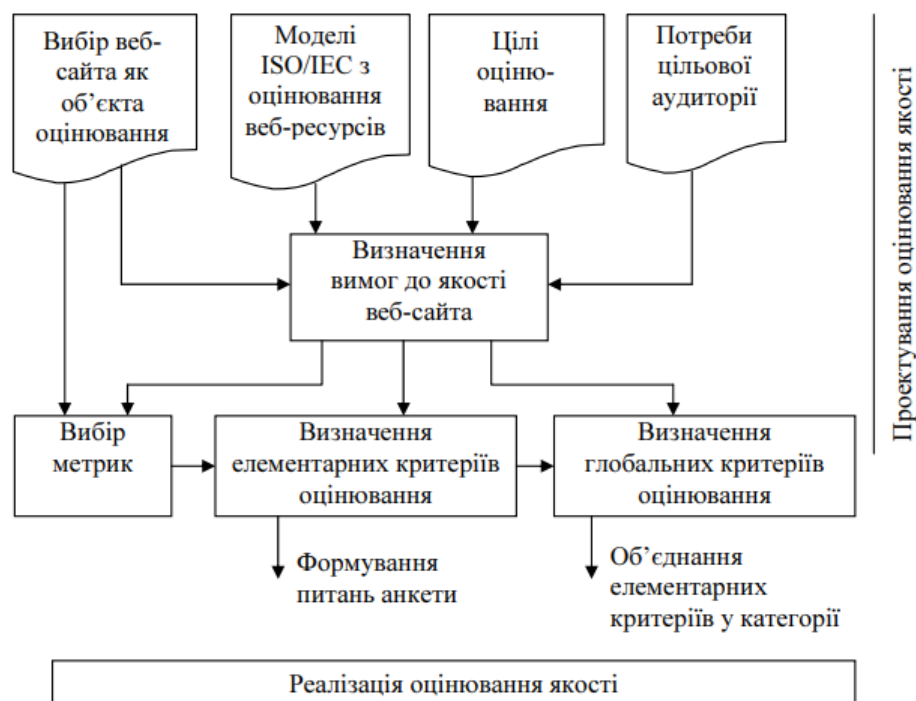 Вибір веб-
сайта як
об’єкта
оцінювання
Моделі
ISO/IEC з
оцінювання
веб-ресурсів
Цілі
оціню-
вання
Потреби
цільової
аудиторії
Проектування оцінювання якості
Визначення
вимог до якості
веб-сайта
Вибір
метрик
Визначення
елементарних критеріїв
оцінювання
Визначення
глобальних критеріїв
оцінювання
Формування
питань анкети
Об’єднання
елементарних
критеріїв у категорії
Реалізація оцінювання якості